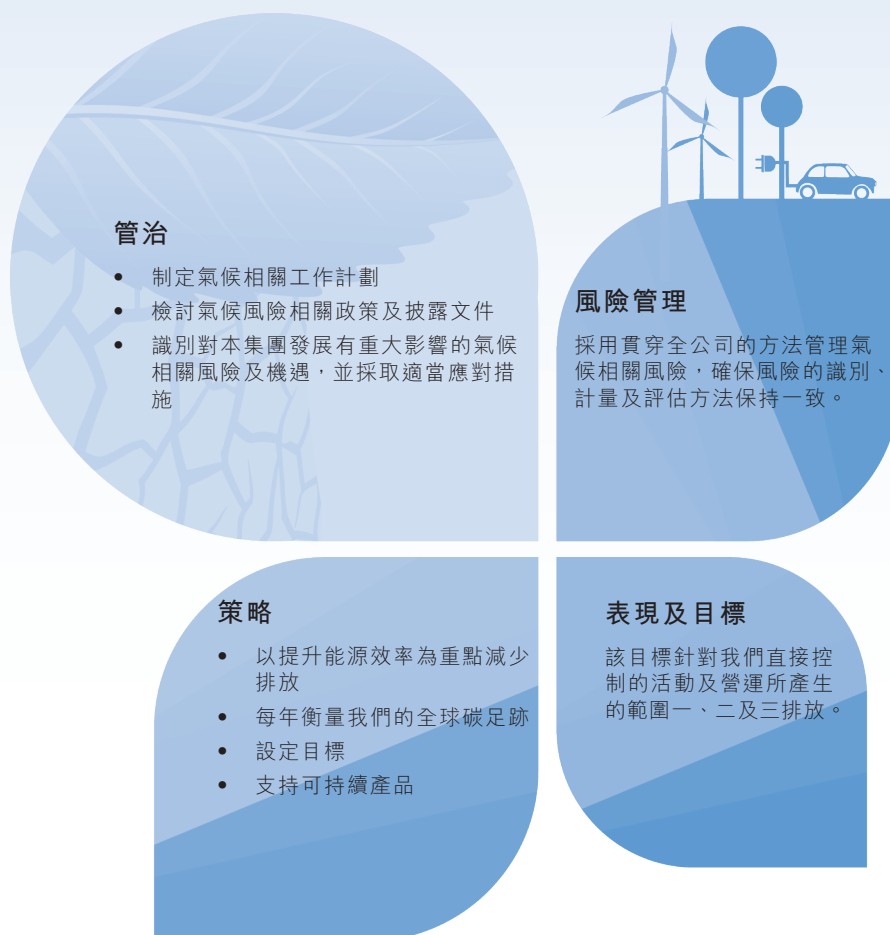 管治
• 制定氣候相關工作計劃
• 檢討氣候風險相關政策及披露文件
• 識別對本集團發展有重大影響的氣候
相關風險及機遇，並採取適當應對措
施
風險管理
採用貫穿全公司的方法管理氣
候相關風險，確保風險的識別、
計量及評估方法保持一致。
策略
• 以提升能源效率為重點減少
排放
• 每年衡量我們的全球碳足跡
• 設定目標
• 支持可持續產品
表現及目標
該目標針對我們直接控
制的活動及營運所產生
的範圍一、二及三排放。